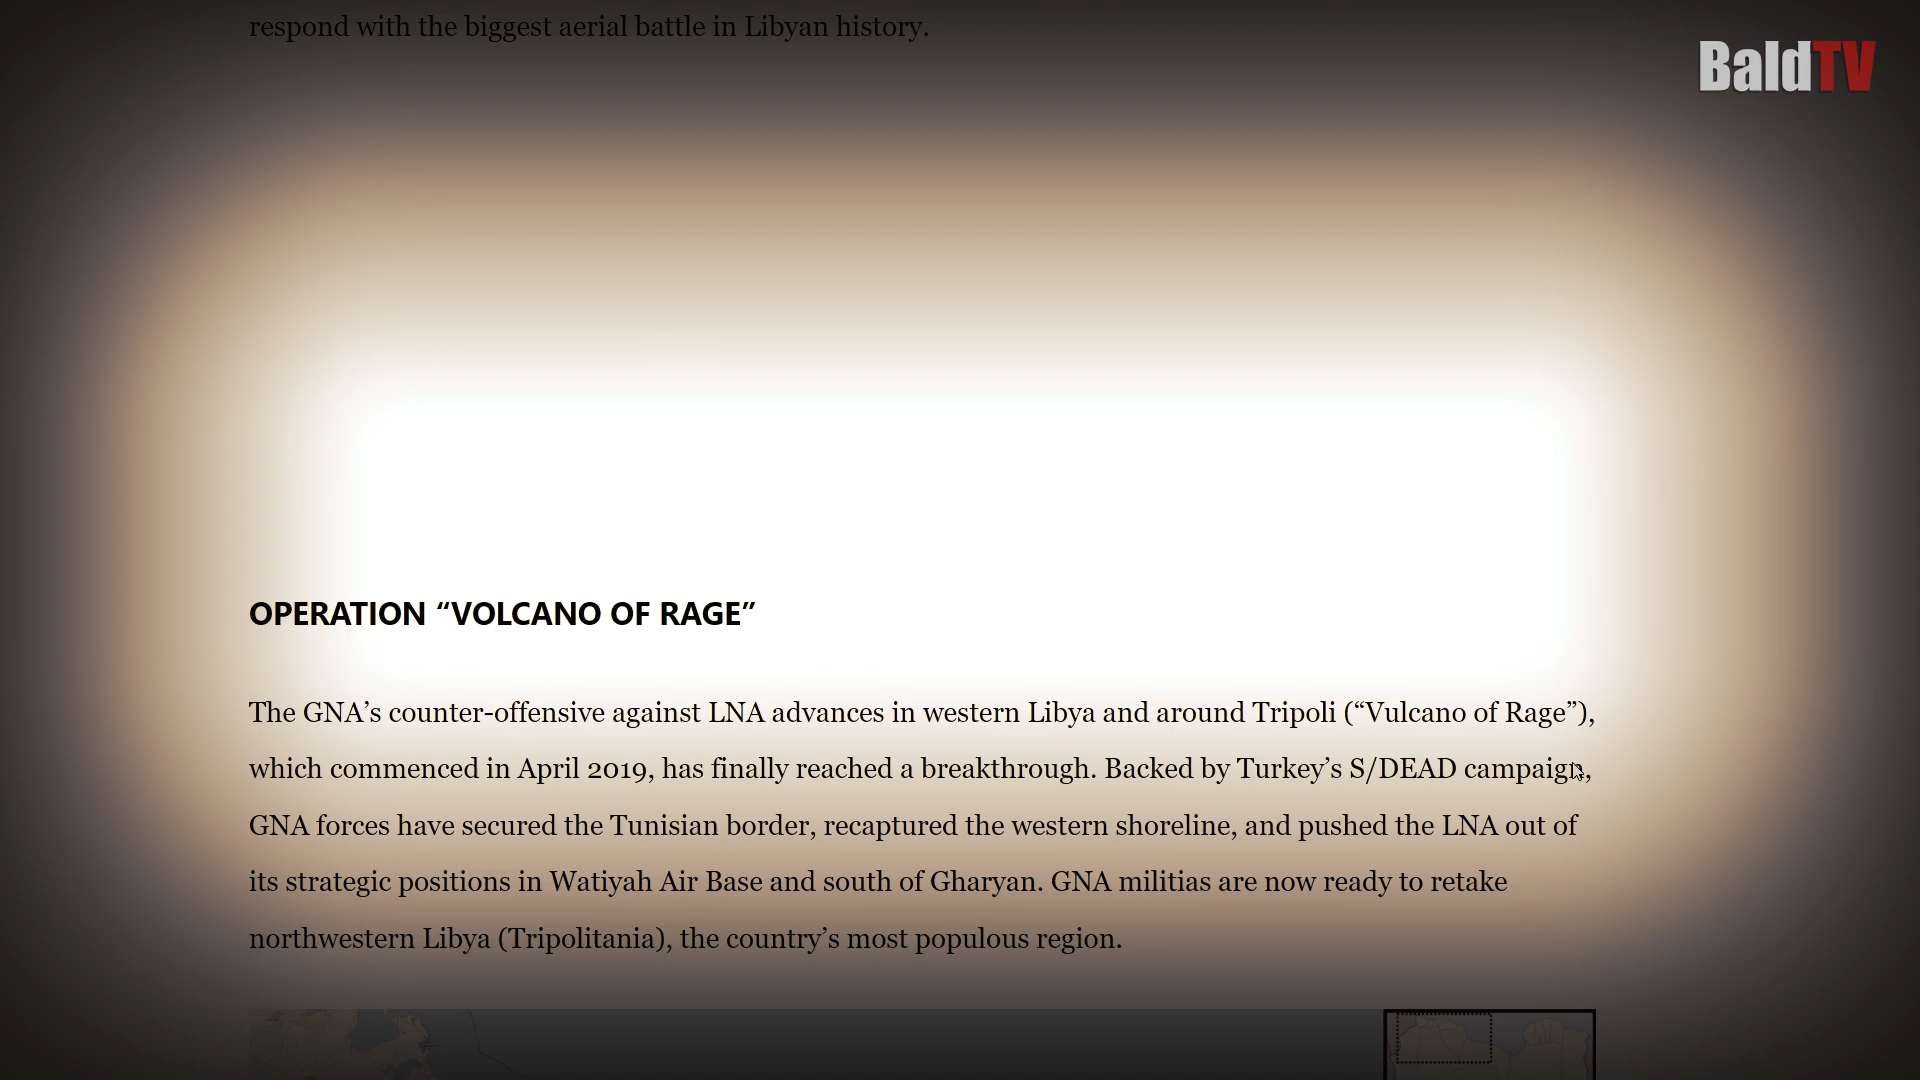 respond with the biggest aerial battle in Libyan history.
BaldTV
OPERATION “VOLCANO OF RAGE”
The GNA’s counter-offensive against LNA advances in western Libya and around Tripoli (“Vulcano of Rage”),
which commenced in April 2019, has finally reached a breakthrough. Backed by Turkey’s S/DEAD campaign,
GNA forces have secured the Tunisian border, recaptured the western shoreline, and pushed the LNA out of
its strategic positions in Watiyah Air Base and south of Gharyan. GNA militias are now ready to retake
northwestern Libya (Tripolitania), the country’s most populous region.